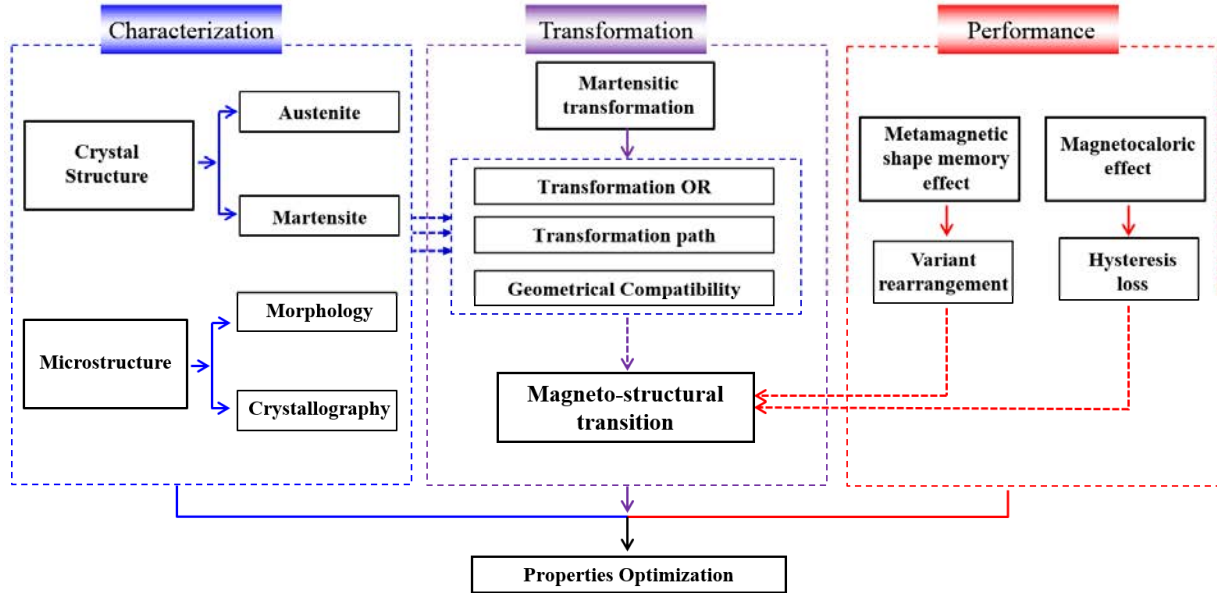 Characterization
Crystal
Structure
Austenite
Martensite
Microstructure
Morphology
Crystallography
Transformation
Martensitic
transformation
Transformation OR
Transformation path
Geometrical Compatibility
Magneto-structural
transition
Performance
Metamagnetic
shape memory
effect
Magnetocaloric
effect
Variant
rearrangement
Hysteresis
loss
Properties Optimization